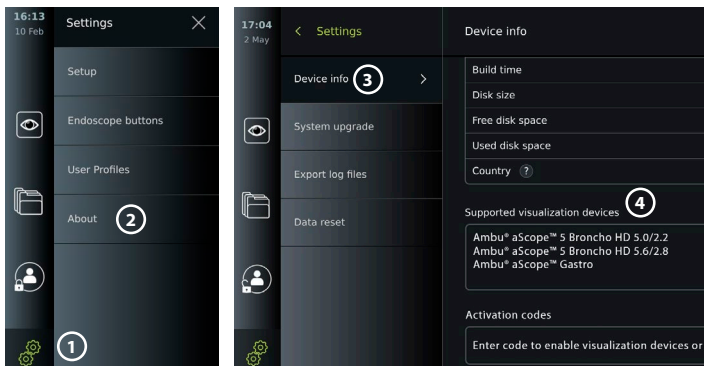 16:13
10 Feb
Settings
Setup
Endoscope buttons
User Profiles
About
2
1
17:04
2 May
Settings
Device info
3
System upgrade
Export log files
Data reset
Device info
Build time
Disk size
Free disk space
Used disk space
Country ?
4
Supported visualization devices
Ambu® aScope™ 5 Broncho HD 5.0/2.2
Ambu® aScope™ 5 Broncho HD 5.6/2.8
Ambu® aScope™ Gastro
Activation codes
Enter code to enable visualization devices or